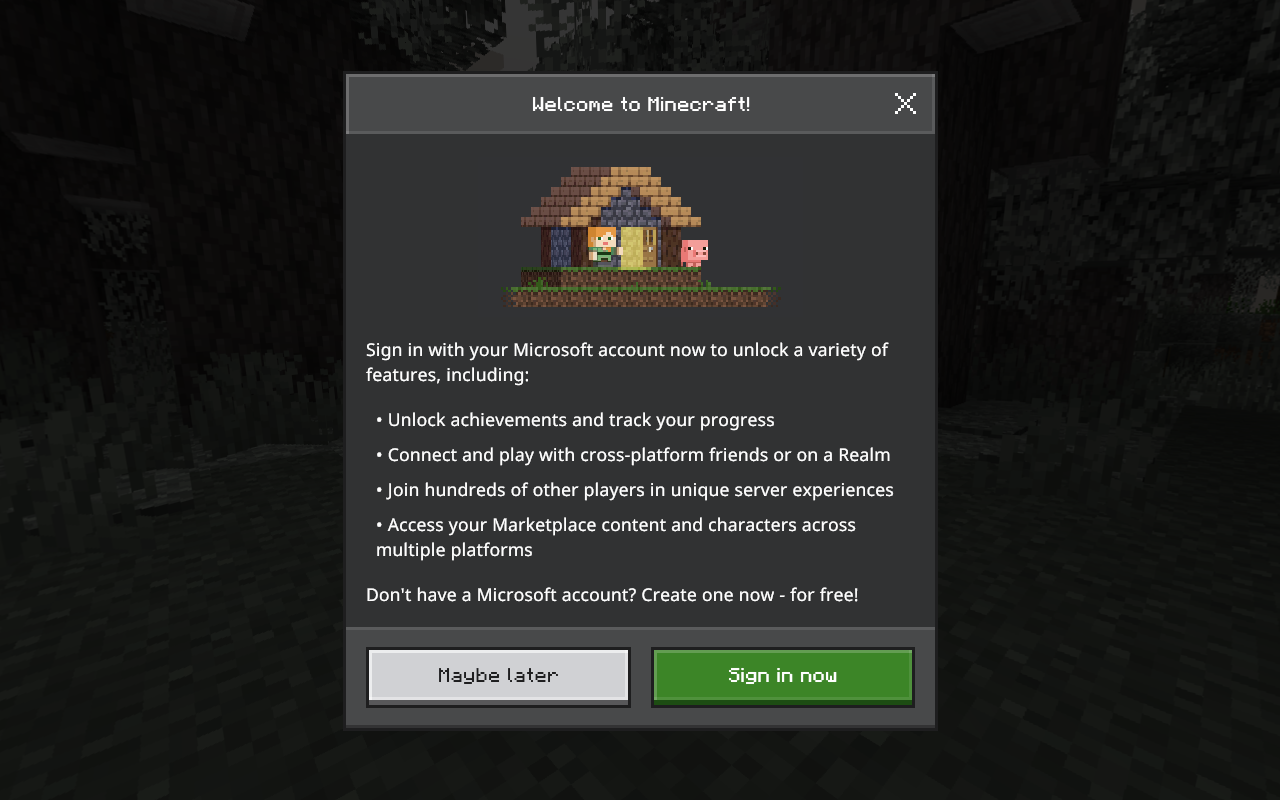 Welcome to Minecraft!
Sign in with your Microsoft account now to unlock a variety of
features, including:
• Unlock achievements and track your progress
• Connect and play with cross-platform friends or on a Realm
• Join hundreds of other players in unique server experiences
• Access your Marketplace content and characters across
multiple platforms
Don't have a Microsoft account? Create one now - for free!
Maybe later
Sign in now